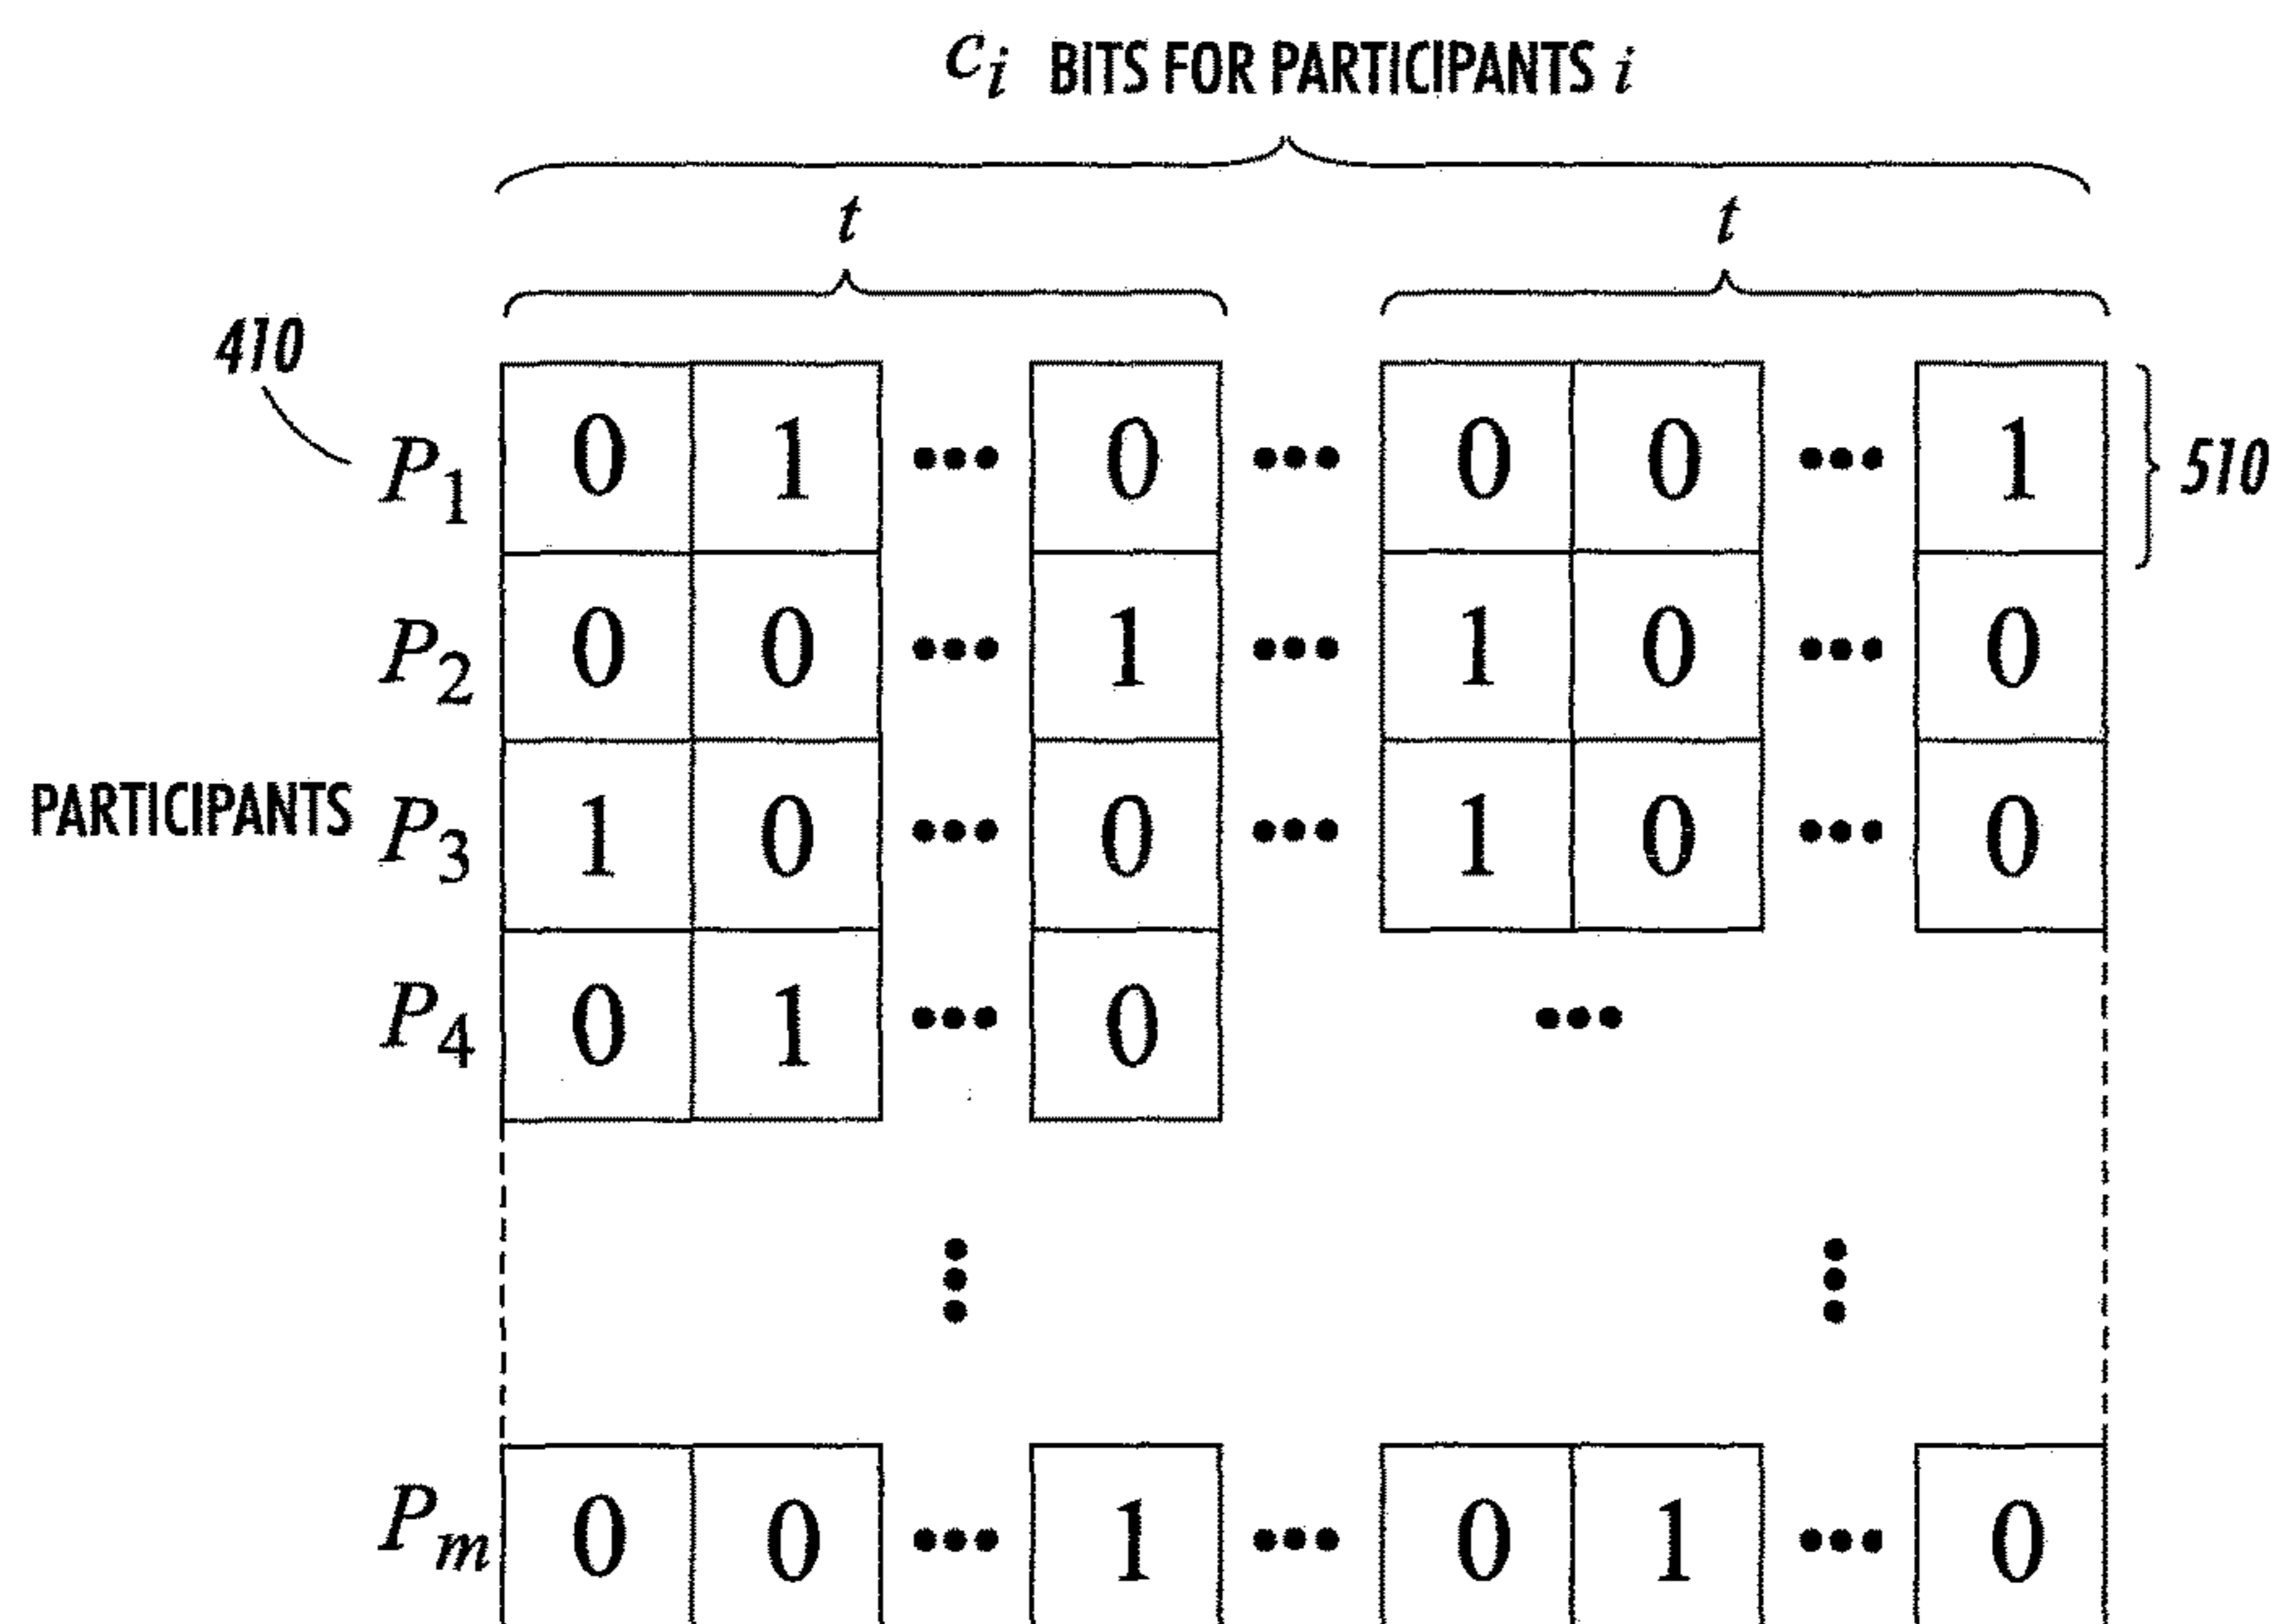 c_i BITS FOR PARTICIPANTS i
t t
410
P_1 0 1 ••• 0 ••• 0 0 ••• 1 510
P_2 0 0 ••• 1 ••• 1 0 ••• 0
PARTICIPANTS P_3 1 0 ••• 0 ••• 1 0 ••• 0
P_4 0 1 ••• 0 •••
P_m 0 0 ••• 1 ••• 0 1 ••• 0